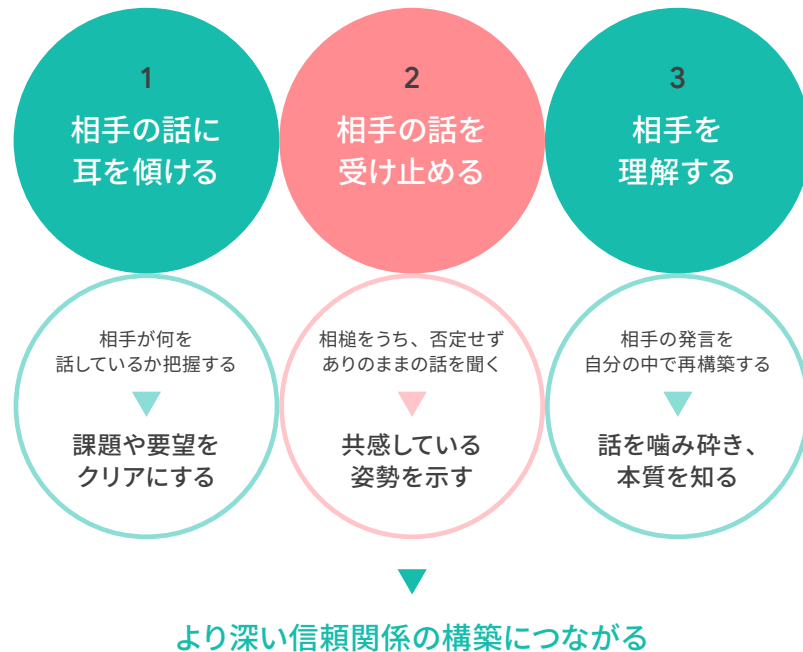 1
相手の話に
耳を傾ける
相手が何を
話しているか把握する
課題や要望を
クリアにする
2
相手の話を
受け止める
相槌をうち、否定せず
ありのままの話を聞く
共感している
姿勢を示す
3
相手を
理解する
相手の発言を
自分の中で再構築する
話を噛み砕き、
本質を知る
より深い信頼関係の構築につながる